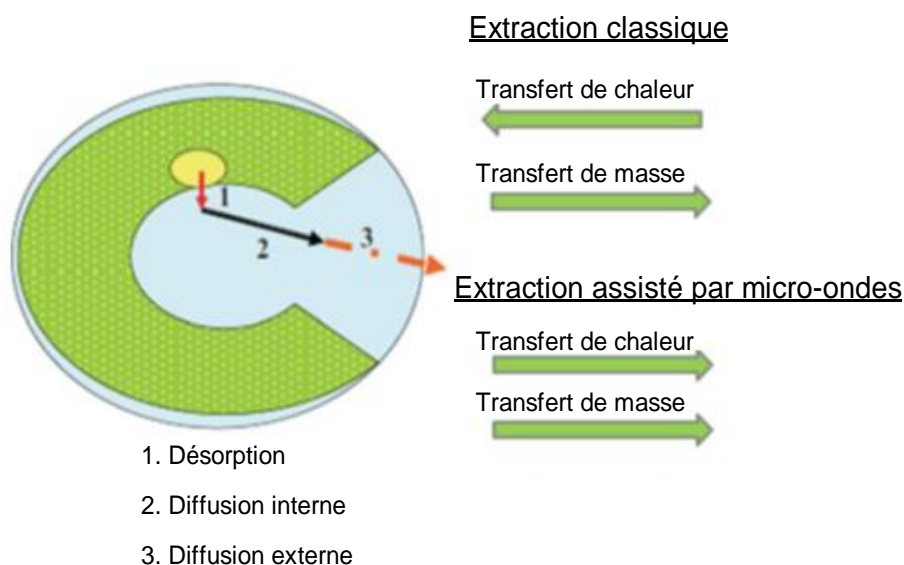 Extraction classique
Transfert de chaleur
Transfert de masse
1
2
3
Extraction assisté par micro-ondes
Transfert de chaleur
Transfert de masse
1. Désorption
2. Diffusion interne
3. Diffusion externe